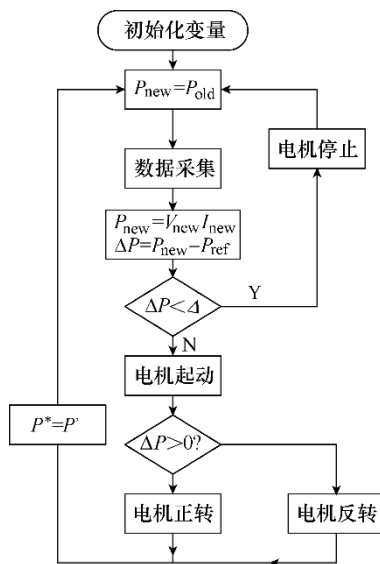 初始化变量
P_new=P_old
电机停止
数据采集
P_new=V_new I_new
ΔP=P_new−P_ref
ΔP<Δ
Y
N
电机起动
P*=P'
ΔP>0?
电机正转
电机反转